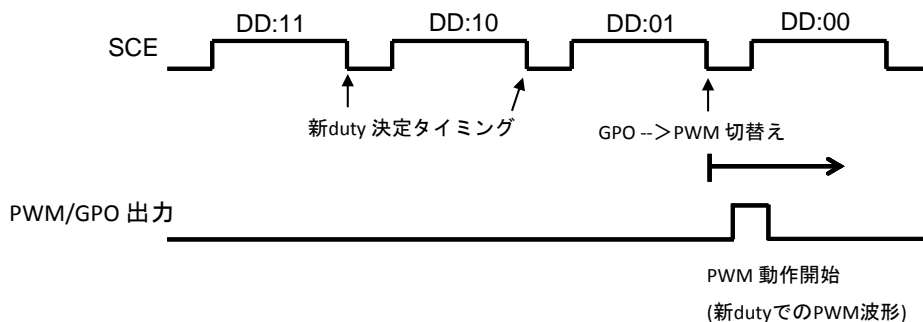 DD:11 DD:10 DD:01 DD:00
SCE
新duty 決定タイミング
GPO --＞PWM 切替え
PWM/GPO 出力
PWM 動作開始
(新dutyでのPWM波形)